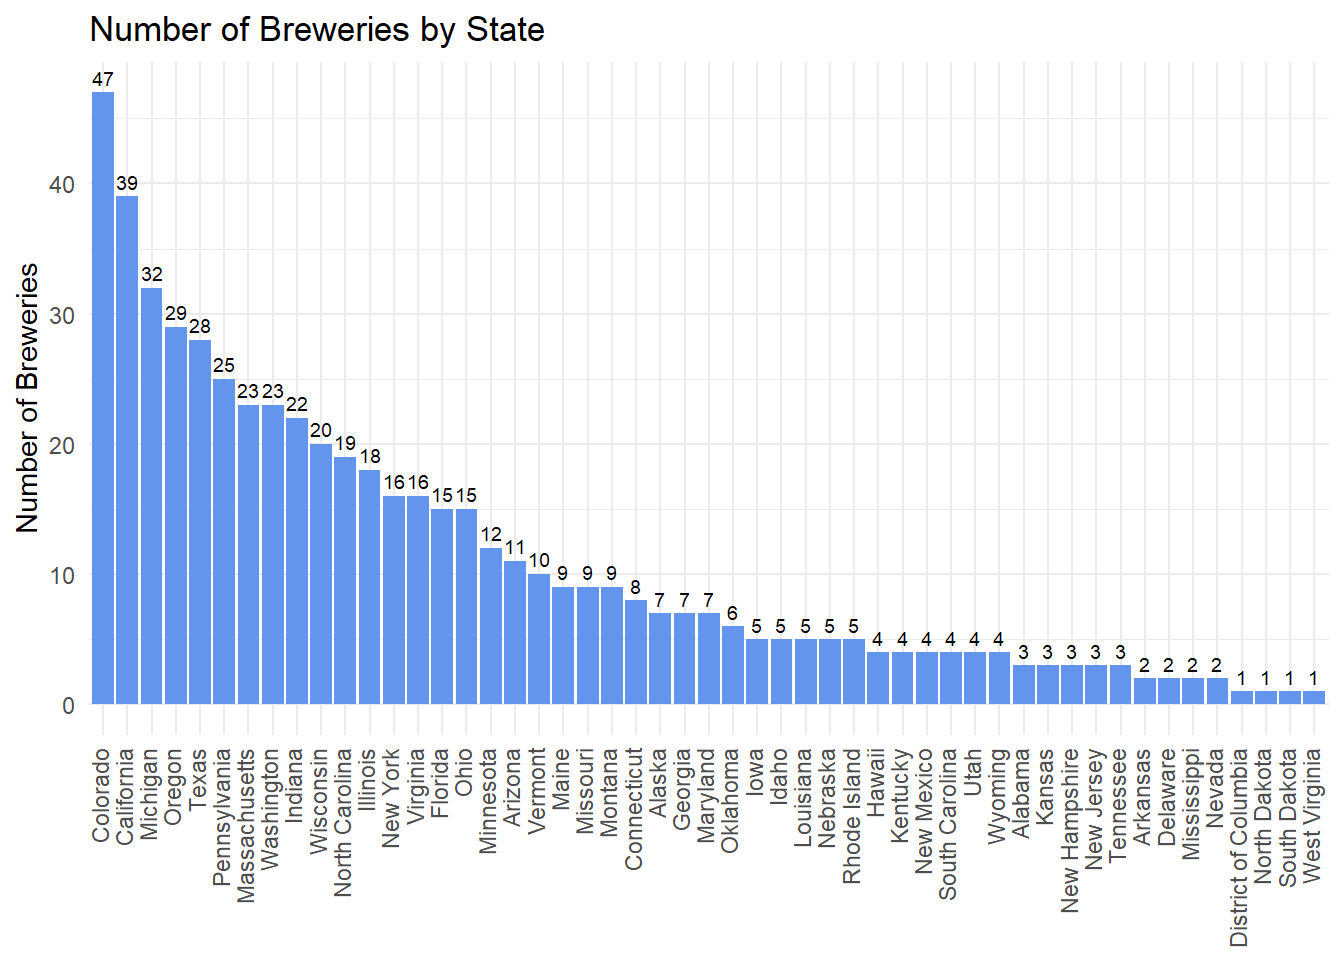 Number of Breweries by State
Number of Breweries
40
30
20
10
0
47
39
32
29
28
25
23
23
22
20
19
18
16
16
15
15
12
11
10
9
9
9
8
7
7
7
6
5
5
5
5
5
4
4
4
4
4
4
3
3
3
3
3
2
2
2
2
1
1
1
1
Colorado
California
Michigan
Oregon
Texas
Pennsylvania
Massachusetts
Washington
Indiana
Wisconsin
North Carolina
Illinois
New York
Virginia
Florida
Ohio
Minnesota
Arizona
Vermont
Maine
Missouri
Montana
Connecticut
Alaska
Georgia
Maryland
Oklahoma
Iowa
Idaho
Louisiana
Nebraska
Rhode Island
Hawaii
Kentucky
New Mexico
South Carolina
Utah
Wyoming
Alabama
Kansas
New Hampshire
New Jersey
Tennessee
Arkansas
Delaware
Mississippi
Nevada
District of Columbia
North Dakota
South Dakota
West Virginia